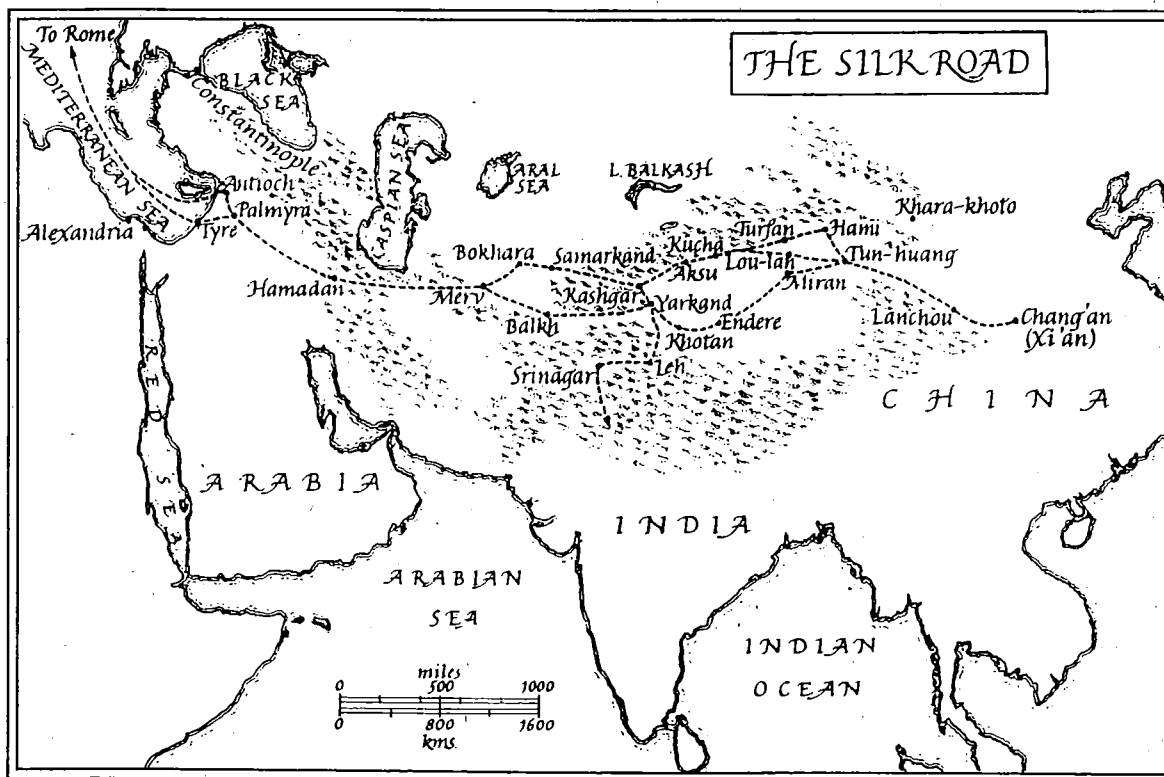 THE SILK ROAD
To Rome
MEDITERRANEAN SEA
BLACK
SEA
Constantinople
CASPIAN SEA
ARAL
SEA
L. BALKASH
Antioch
Palmyra
Alexandria
Tyre
Khara-khoto
Turfan
Hami
Kucha
Lou-lan
Tun-huang
Bokhara
Samarkand
Aksu
Miran
Hamadan
Merv
Kashgar
Yarkand
Balkh
Endere
Khotan
Lanchou
Chang'an
(Xi'an)
Srinagar
Leh
CHINA
RED SEA
ARABIA
INDIA
ARABIAN
SEA
INDIAN
OCEAN
miles
0 500 1000
0 800 1600
kms.